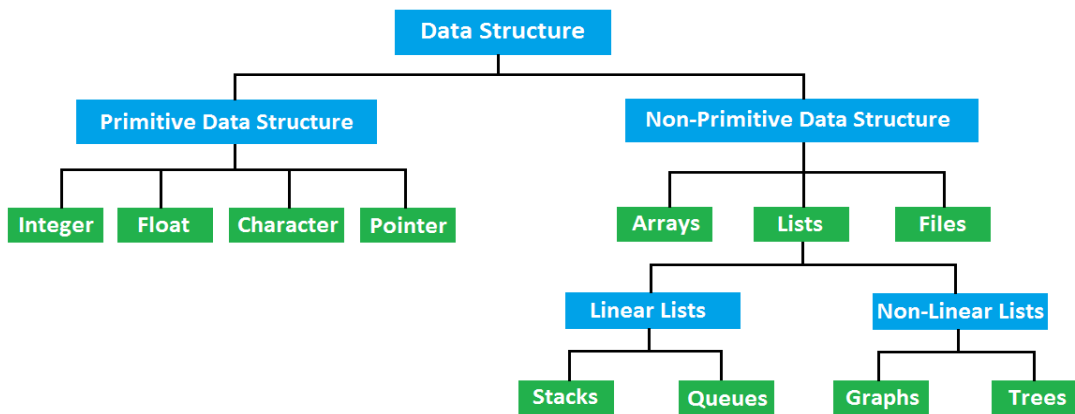 Data Structure
Primitive Data Structure
Non-Primitive Data Structure
Integer
Float
Character
Pointer
Arrays
Lists
Files
Linear Lists
Non-Linear Lists
Stacks
Queues
Graphs
Trees